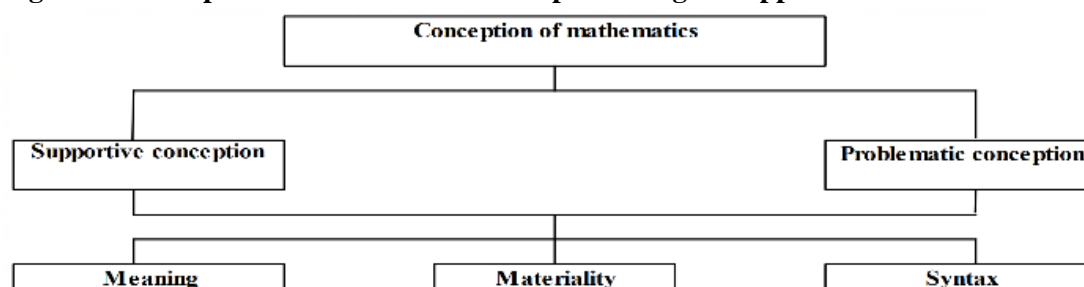 Conception of mathematics
Supportive conception
Problematic conception
Meaning
Materiality
Syntax